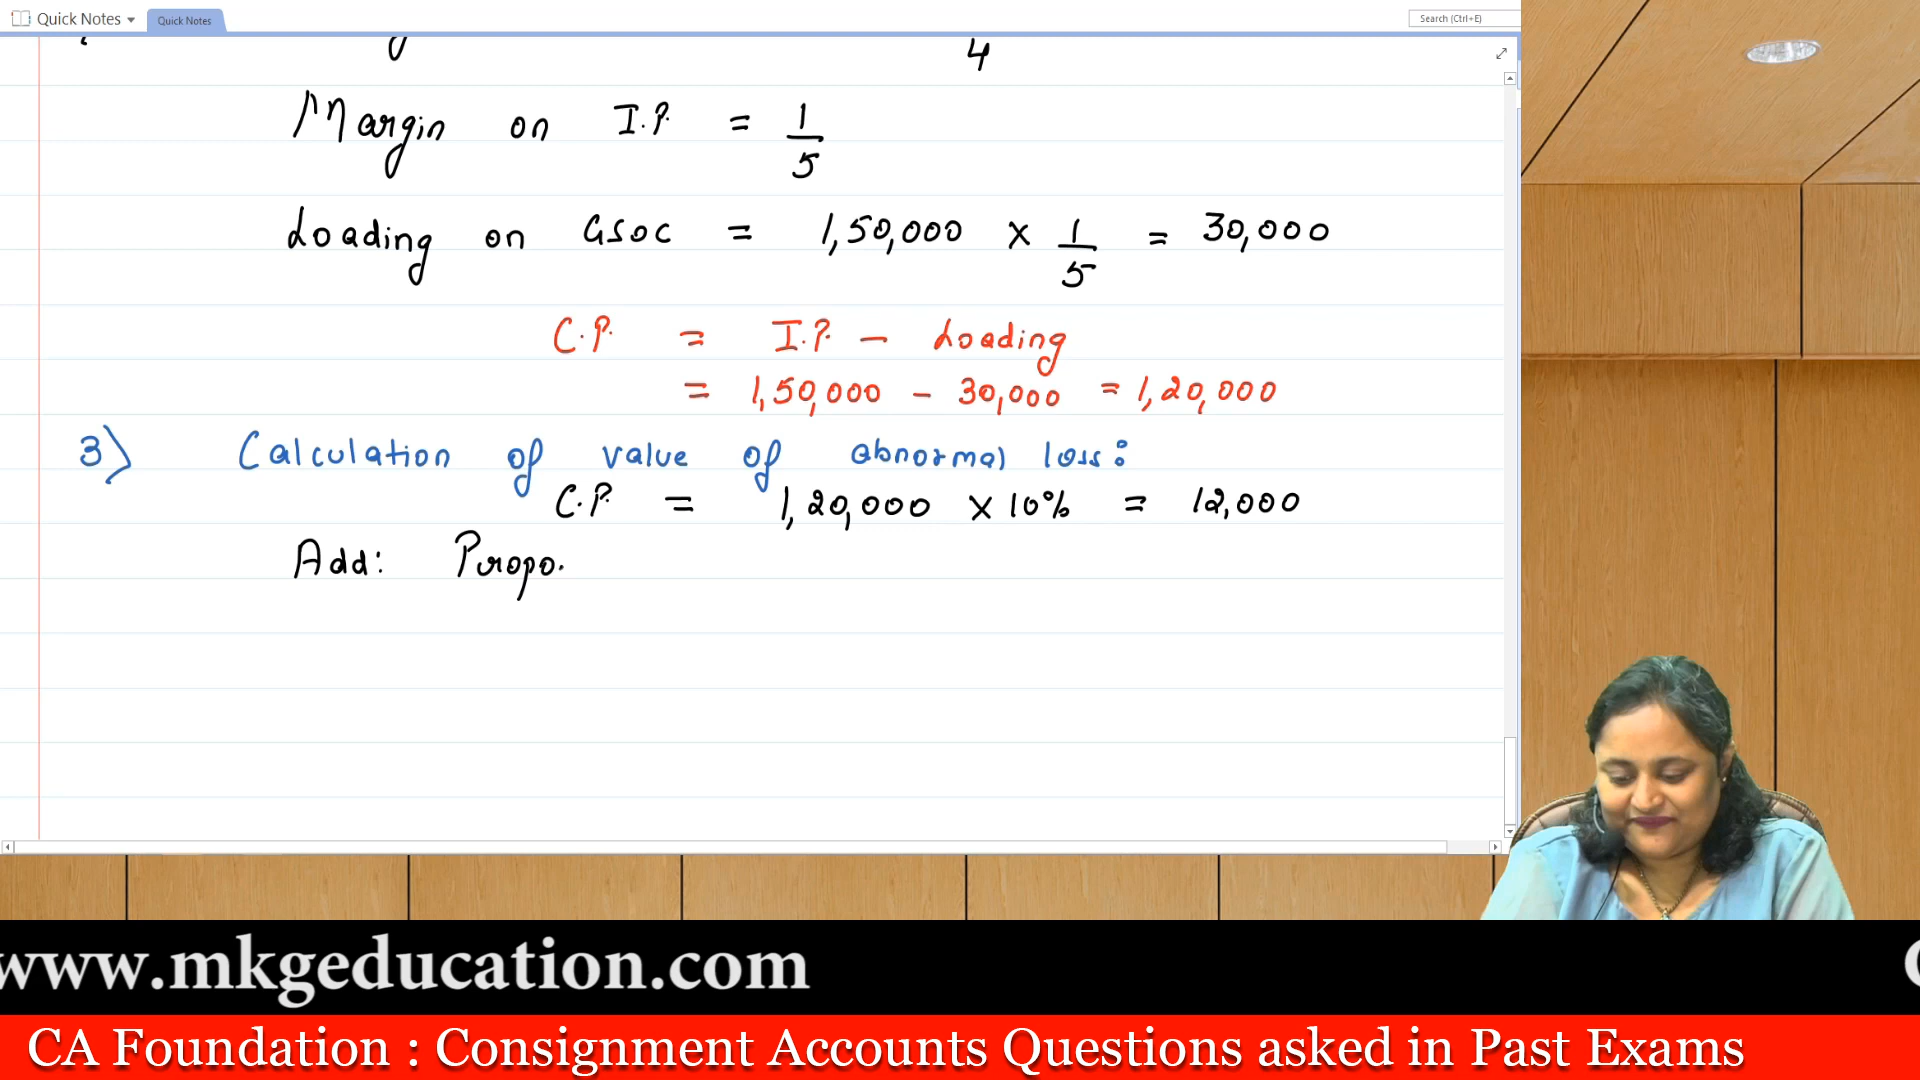 Quick Notes
Quick Notes
Search (Ctrl+E)
4
Margin on I.P. = 1/5
Loading on GSOC = 1,50,000 × 1/5 = 30,000
C.P. = I.P. - Loading
= 1,50,000 - 30,000 = 1,20,000
3) Calculation of value of abnormal loss:
C.P. = 1,20,000 × 10% = 12,000
Add: Propo.
www.mkgeducation.com
CA Foundation : Consignment Accounts Questions asked in Past Exams